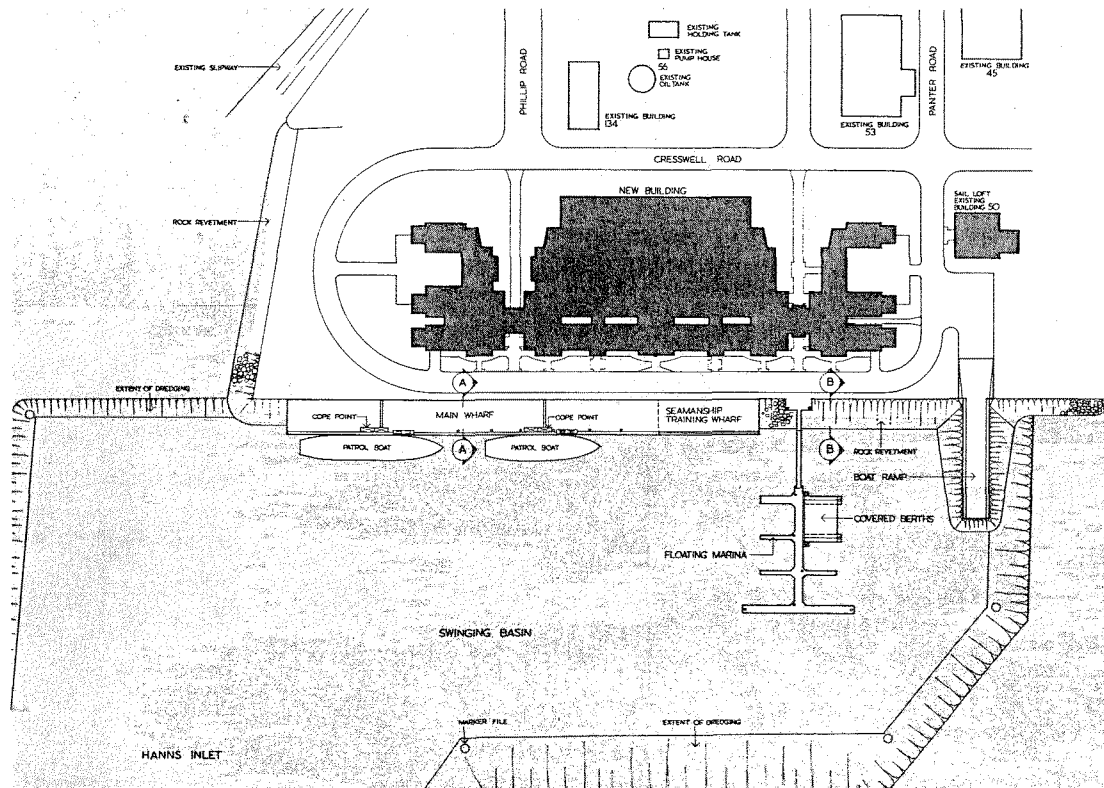 EXISTING
HOLDING TANK
EXISTING
PUMP HOUSE
56
EXISTING
OIL TANK
EXISTING BUILDING
134
EXISTING BUILDING
53
EXISTING BUILDING
45
EXISTING SLIPWAY
PHILLIP ROAD
PANTER ROAD
CRESSWELL ROAD
NEW BUILDING
SAIL LOFT
EXISTING
BUILDING 50
ROCK REVETMENT
A
B
EXTENT OF DREDGING
COPE POINT
MAIN WHARF
COPE POINT
SEAMANSHIP
TRAINING WHARF
PATROL BOAT
A
PATROL BOAT
B
ROCK REVETMENT
BOAT RAMP
COVERED BERTHS
FLOATING MARINA
SWINGING BASIN
MARKER PILE
EXTENT OF DREDGING
HANNS INLET